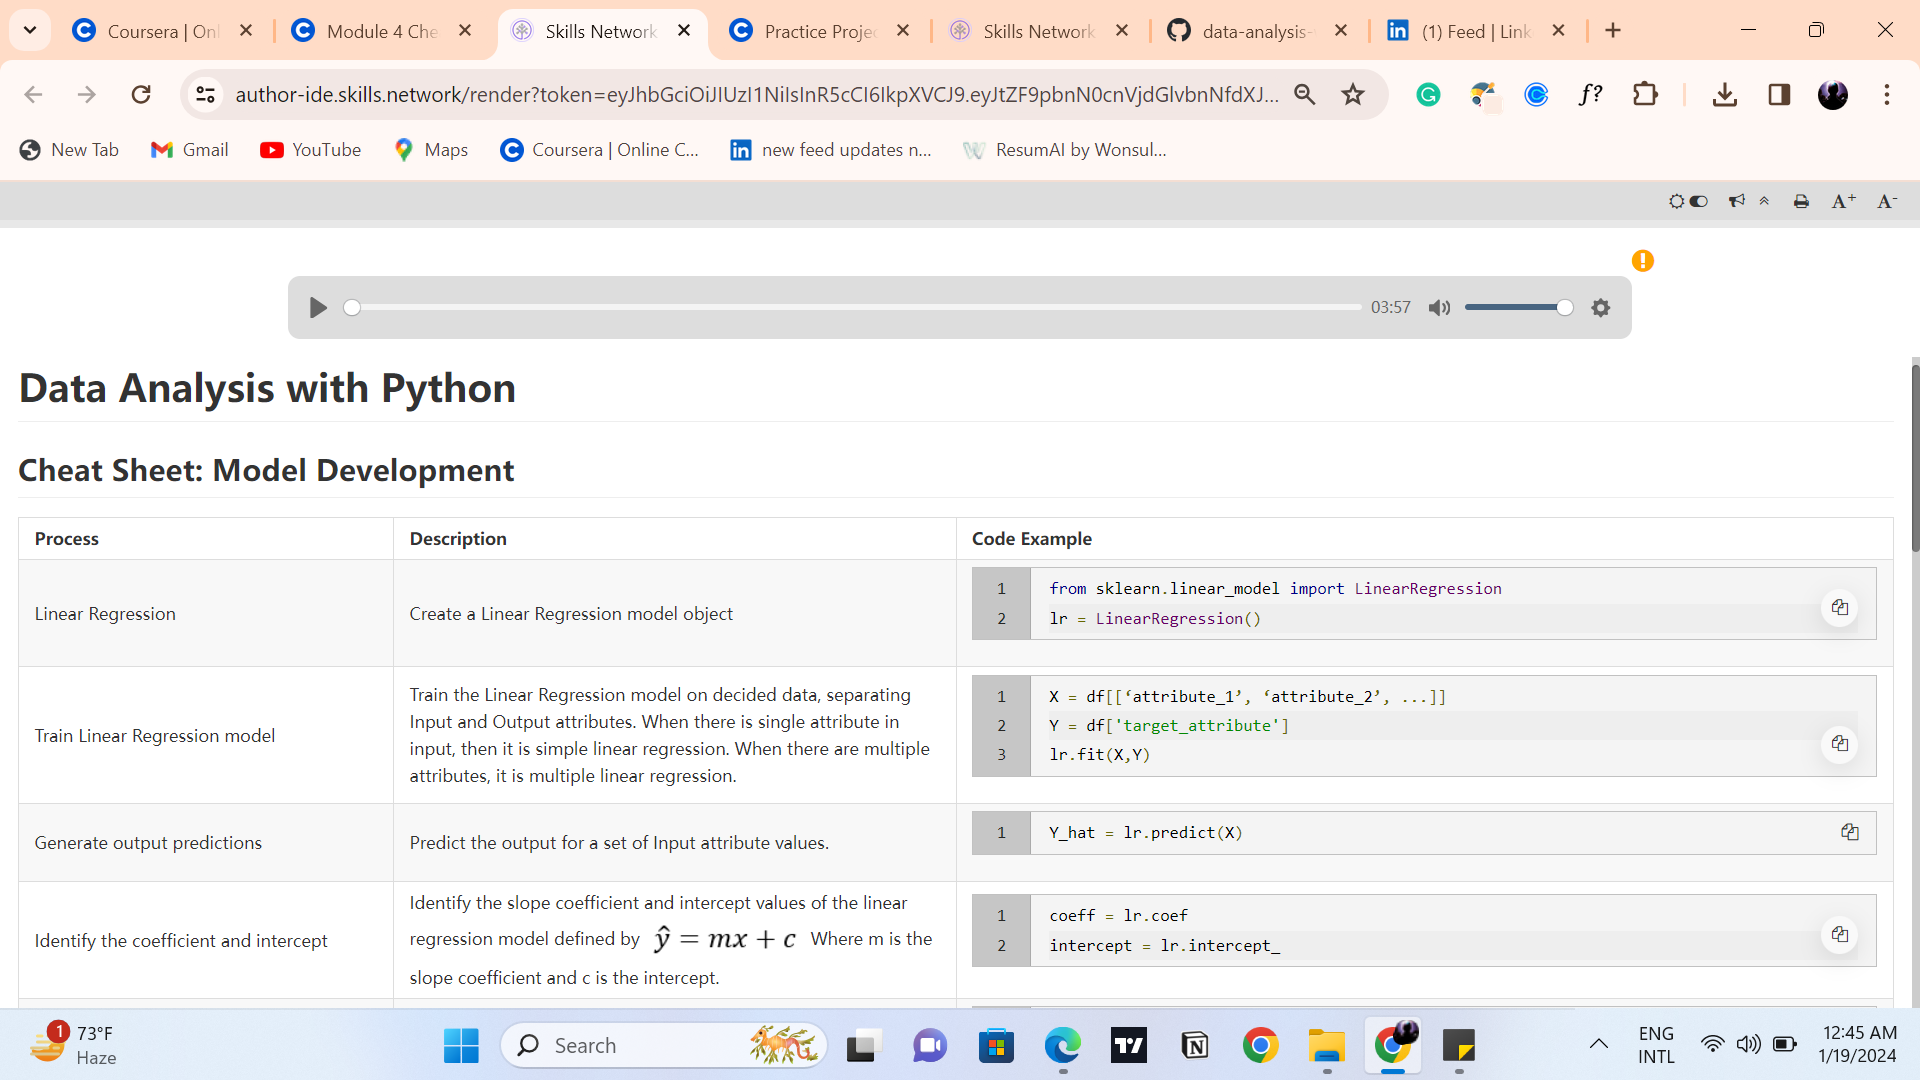 Coursera | Onl
Module 4 Che
Skills Network
Practice Projec
Skills Network
data-analysis-
(1) Feed | Link
author-ide.skills.network/render?token=eyJhbGciOiJIUzI1NiIsInR5cCI6IkpXVCJ9.eyJtZF9pbnN0cnVjdGlvbnNfdXJ...
f?
New Tab
Gmail
YouTube
Maps
Coursera | Online C...
new feed updates n...
ResumAI by Wonsul...
A+
A-
03:57
Data Analysis with Python
Cheat Sheet: Model Development
Process
Description
Code Example
Linear Regression
Create a Linear Regression model object
1 from sklearn.linear_model import LinearRegression
2 lr = LinearRegression()
Train Linear Regression model
Train the Linear Regression model on decided data, separating
Input and Output attributes. When there is single attribute in
input, then it is simple linear regression. When there are multiple
attributes, it is multiple linear regression.
1 X = df[[‘attribute_1’, ‘attribute_2’, ...]]
2 Y = df['target_attribute']
3 lr.fit(X,Y)
Generate output predictions
Predict the output for a set of Input attribute values.
1 Y_hat = lr.predict(X)
Identify the coefficient and intercept
Identify the slope coefficient and intercept values of the linear
regression model defined by ŷ = mx + c Where m is the
slope coefficient and c is the intercept.
1 coeff = lr.coef
2 intercept = lr.intercept_
1
73°F
Haze
Search
ENG
INTL
12:45 AM
1/19/2024